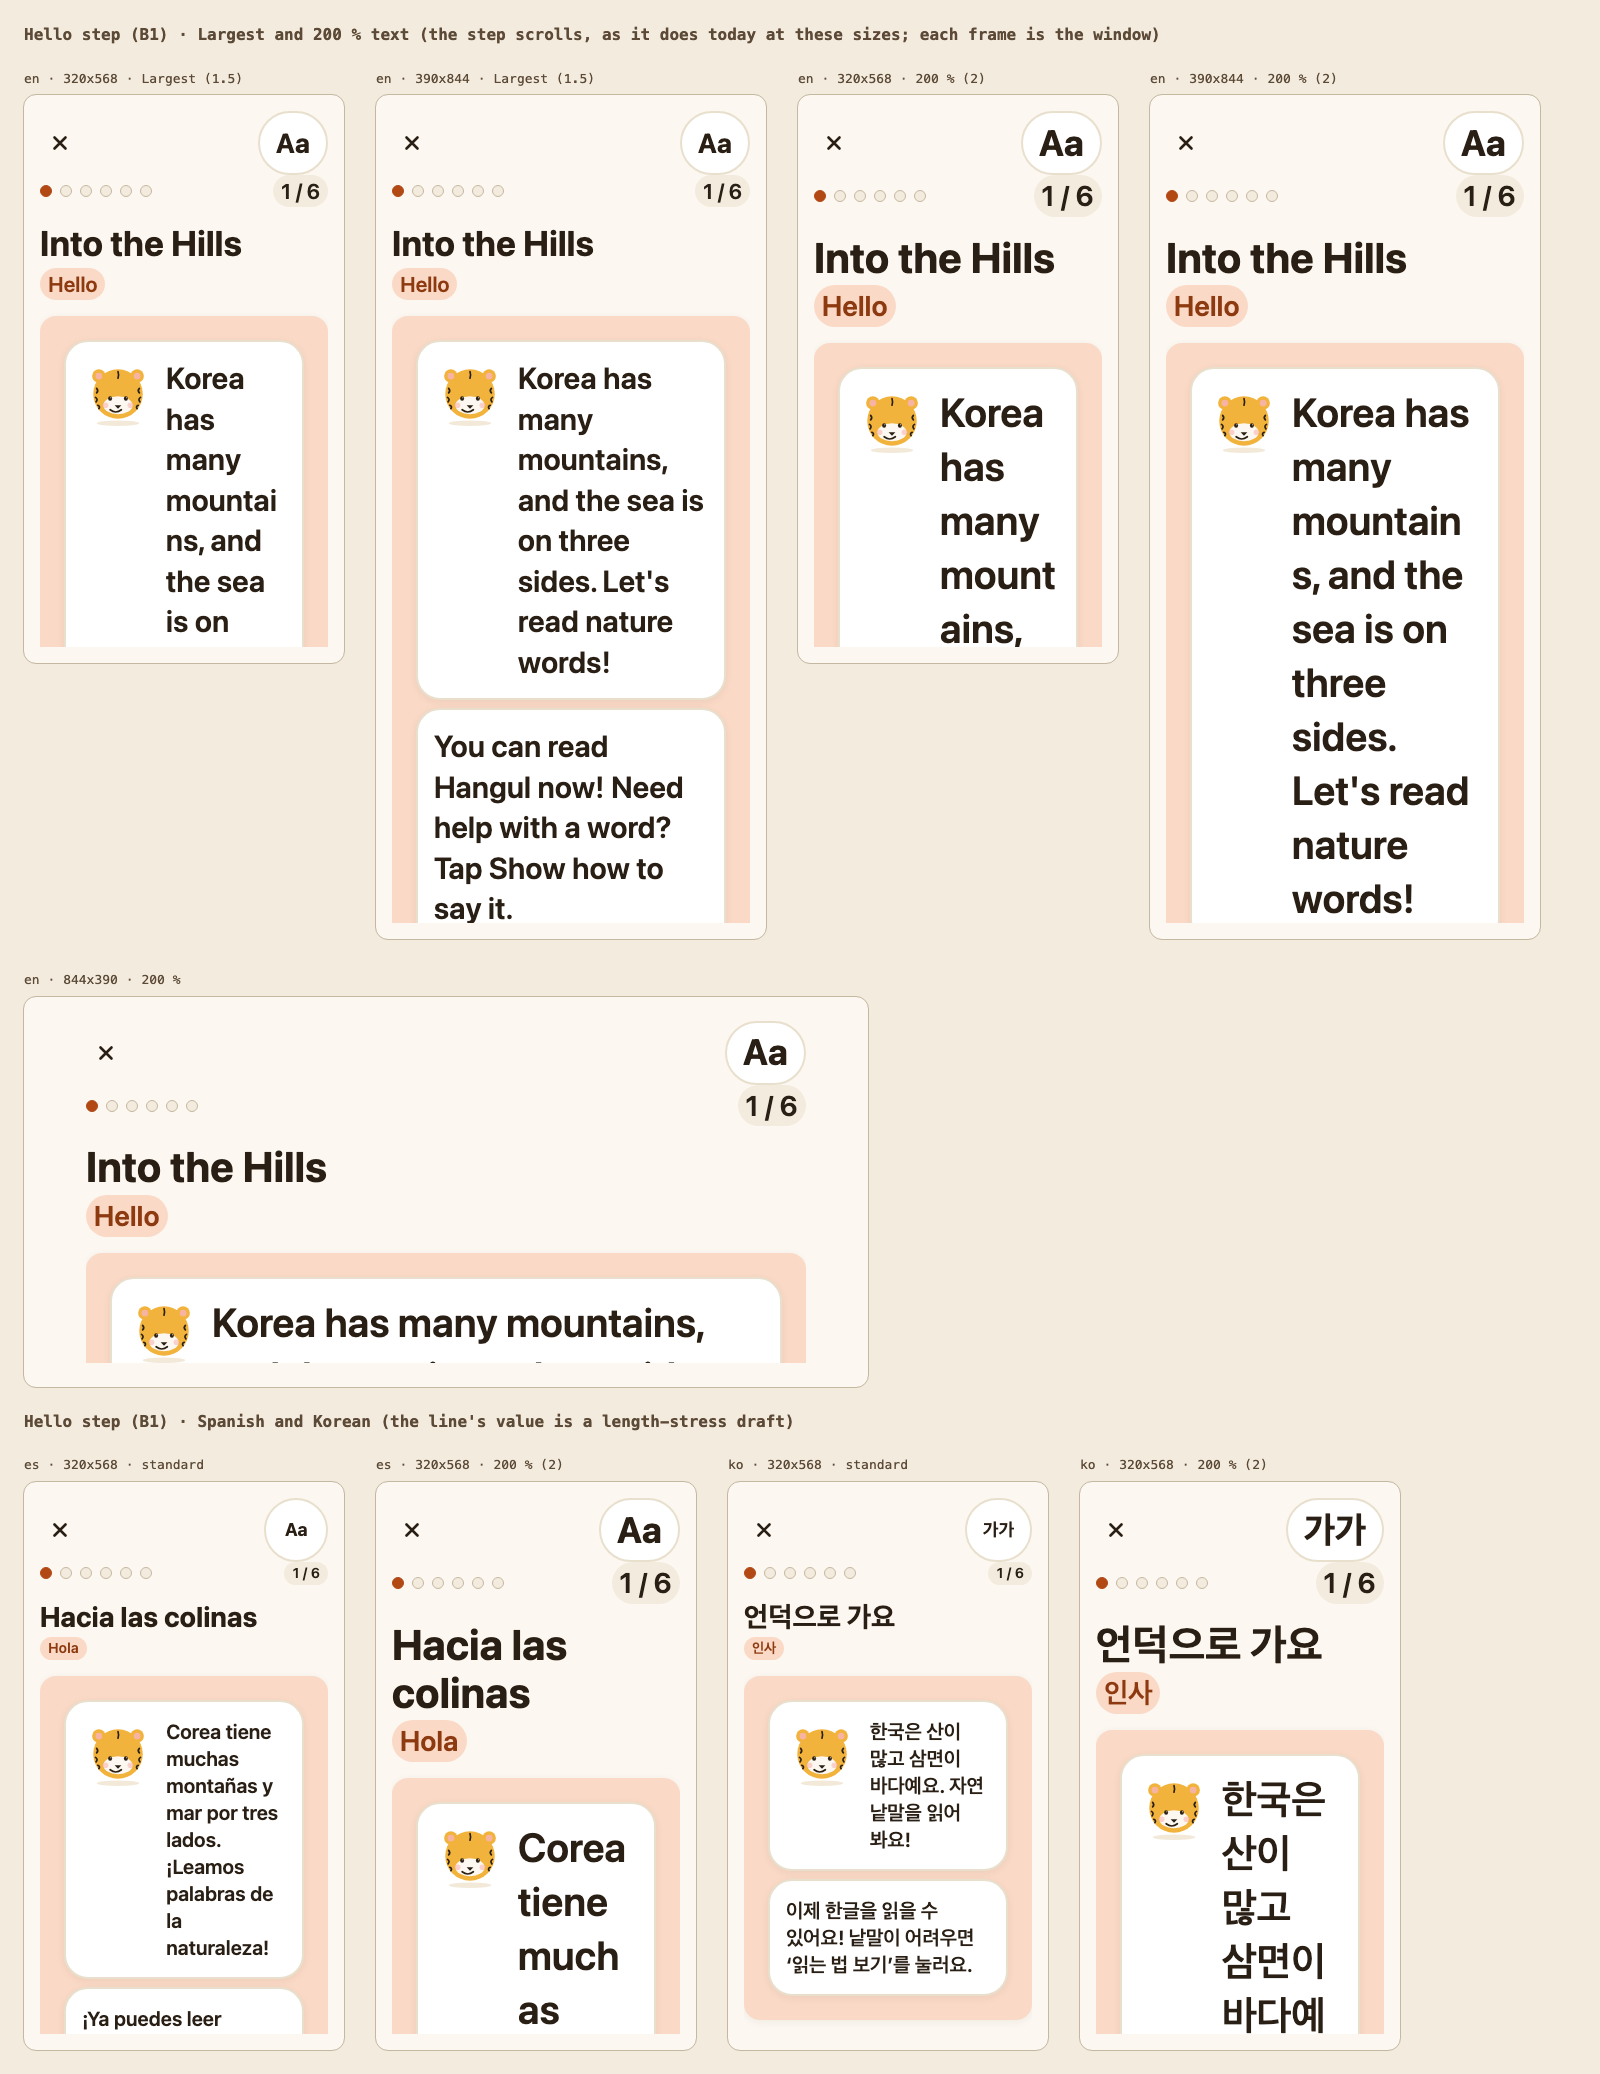 Hello step (B1) · Largest and 200 % text (the step scrolls, as it does today at these sizes; each frame is the window)
en · 320x568 · Largest (1.5)
×
Aa
1 / 6
Into the Hills
Hello
Korea
has
many
mountai
ns, and
the sea
is on
en · 390x844 · Largest (1.5)
×
Aa
1 / 6
Into the Hills
Hello
Korea has
many
mountains,
and the sea is
on three
sides. Let's
read nature
words!
You can read
Hangul now! Need
help with a word?
Tap Show how to
say it.
en · 320x568 · 200 % (2)
×
Aa
1 / 6
Into the Hills
Hello
Korea
has
many
mount
ains,
en · 390x844 · 200 % (2)
×
Aa
1 / 6
Into the Hills
Hello
Korea has
many
mountain
s, and the
sea is on
three
sides.
Let's read
nature
words!
en · 844x390 · 200 %
×
Aa
1 / 6
Into the Hills
Hello
Korea has many mountains,
Hello step (B1) · Spanish and Korean (the line's value is a length-stress draft)
es · 320x568 · standard
×
Aa
1 / 6
Hacia las colinas
Hola
Corea tiene
muchas
montañas y
mar por tres
lados.
¡Leamos
palabras de
la
naturaleza!
¡Ya puedes leer
es · 320x568 · 200 % (2)
×
Aa
1 / 6
Hacia las
colinas
Hola
Corea
tiene
much
as
ko · 320x568 · standard
×
가가
1 / 6
언덕으로 가요
인사
한국은 산이
많고 삼면이
바다예요. 자연
낱말을 읽어
봐요!
이제 한글을 읽을 수
있어요! 낱말이 어려우면
‘읽는 법 보기’를 눌러요.
ko · 320x568 · 200 % (2)
×
가가
1 / 6
언덕으로 가요
인사
한국은
산이
많고
삼면이
바다예